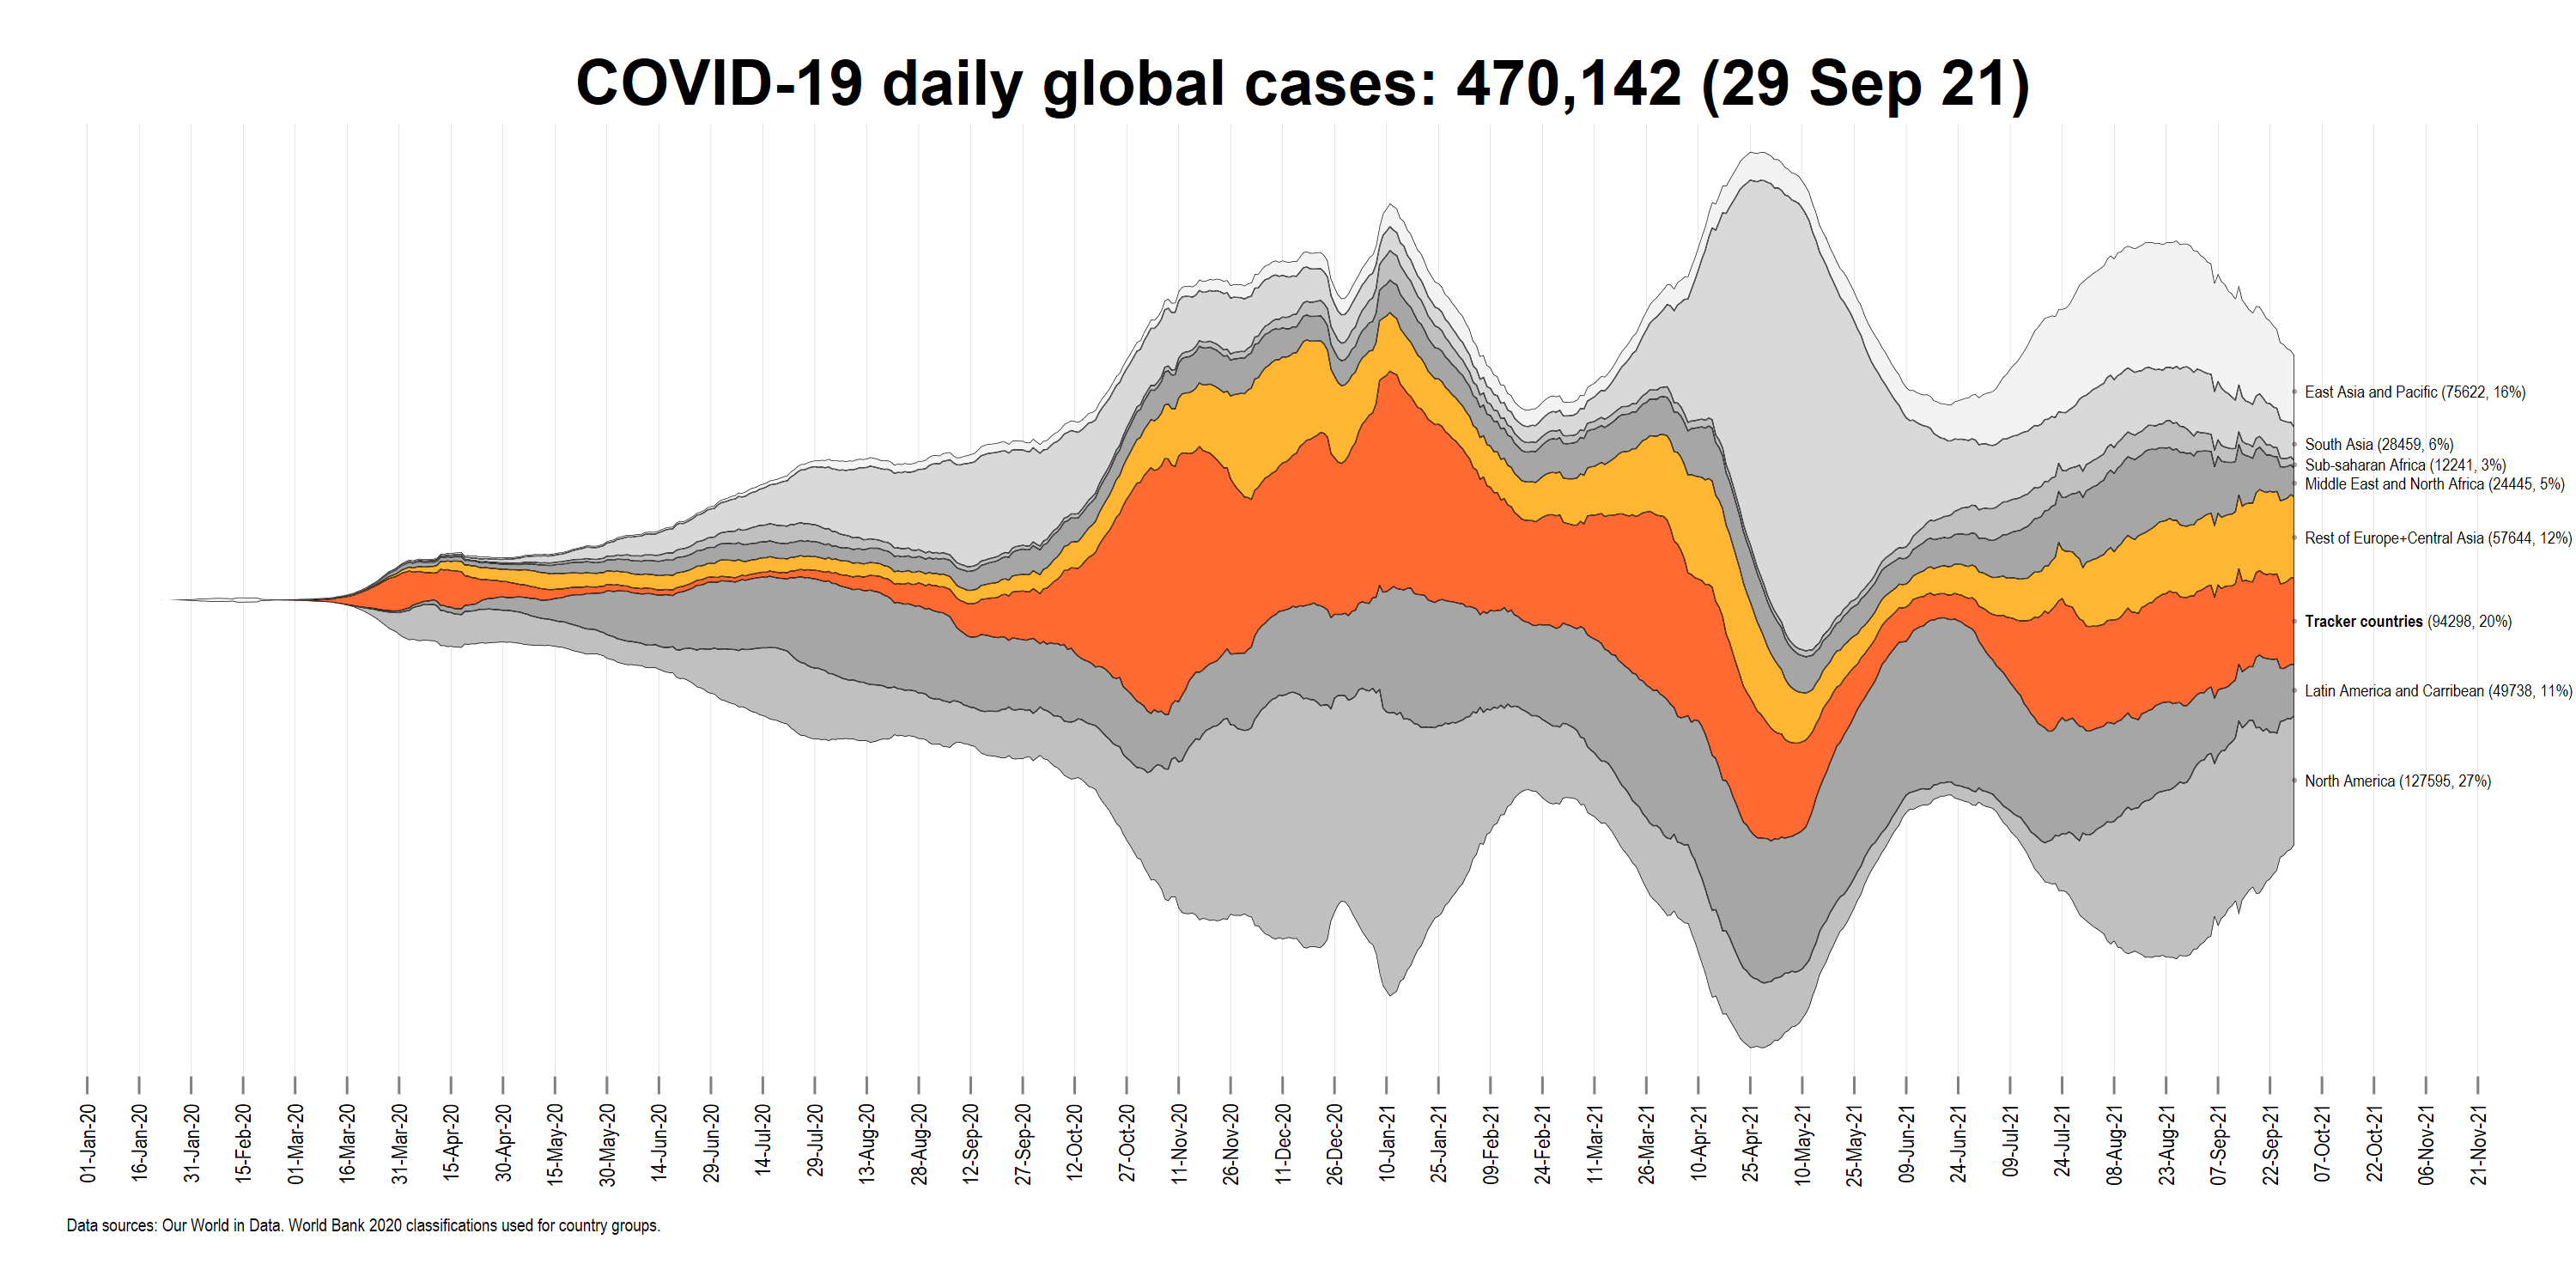 COVID-19 daily global cases: 470,142 (29 Sep 21)
East Asia and Pacific (75622, 16%)
South Asia (28459, 6%)
Sub-saharan Africa (12241, 3%)
Middle East and North Africa (24445, 5%)
Rest of Europe+Central Asia (57644, 12%)
Tracker countries (94298, 20%)
Latin America and Carribean (49738, 11%)
North America (127595, 27%)
01-Jan-20
16-Jan-20
31-Jan-20
15-Feb-20
01-Mar-20
16-Mar-20
31-Mar-20
15-Apr-20
30-Apr-20
15-May-20
30-May-20
14-Jun-20
29-Jun-20
14-Jul-20
29-Jul-20
13-Aug-20
28-Aug-20
12-Sep-20
27-Sep-20
12-Oct-20
27-Oct-20
11-Nov-20
26-Nov-20
11-Dec-20
26-Dec-20
10-Jan-21
25-Jan-21
09-Feb-21
24-Feb-21
11-Mar-21
26-Mar-21
10-Apr-21
25-Apr-21
10-May-21
25-May-21
09-Jun-21
24-Jun-21
09-Jul-21
24-Jul-21
08-Aug-21
23-Aug-21
07-Sep-21
22-Sep-21
07-Oct-21
22-Oct-21
06-Nov-21
21-Nov-21
Data sources: Our World in Data. World Bank 2020 classifications used for country groups.